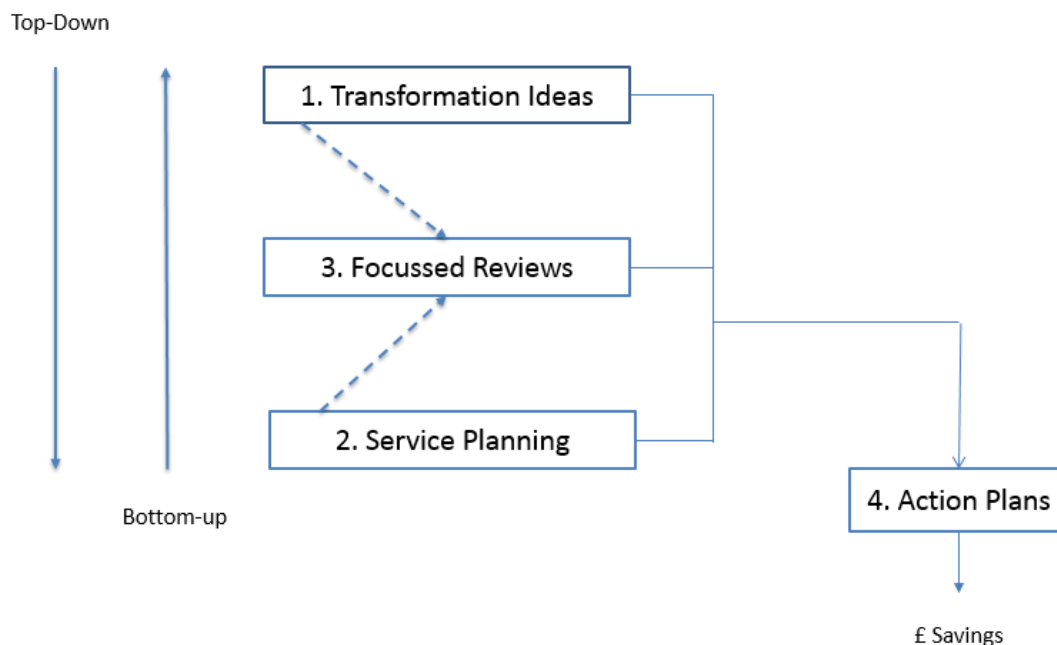 Top-Down
1. Transformation Ideas
3. Focussed Reviews
2. Service Planning
Bottom-up
4. Action Plans
£ Savings